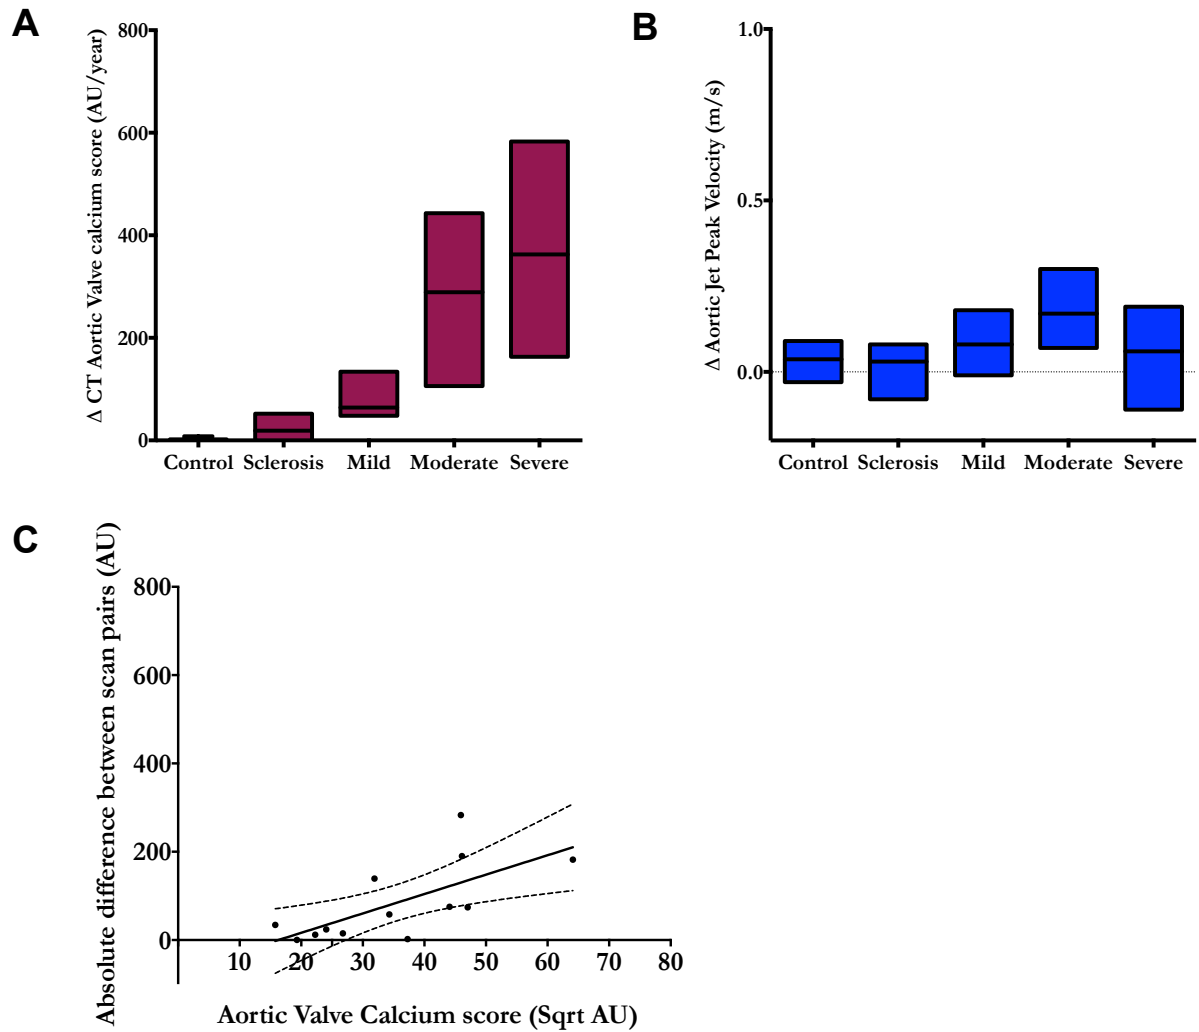 A
Δ CT Aortic Valve calcium score (AU/year)
800
600
400
200
0
Control Sclerosis Mild Moderate Severe
B
Δ Aortic Jet Peak Velocity (m/s)
1.0
0.5
0.0
Control Sclerosis Mild Moderate Severe
C
Absolute difference between scan pairs (AU)
800
600
400
200
0
10 20 30 40 50 60 70 80
Aortic Valve Calcium score (Sqrt AU)